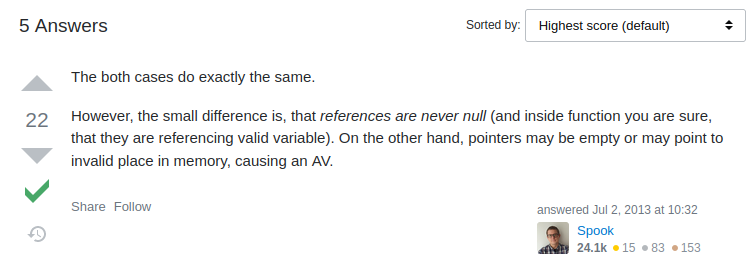 5 Answers
Sorted by:
Highest score (default)
The both cases do exactly the same.
22
However, the small difference is, that references are never null (and inside function you are sure,
that they are referencing valid variable). On the other hand, pointers may be empty or may point to
invalid place in memory, causing an AV.
Share Follow
answered Jul 2, 2013 at 10:32
Spook
24.1k 15 83 153